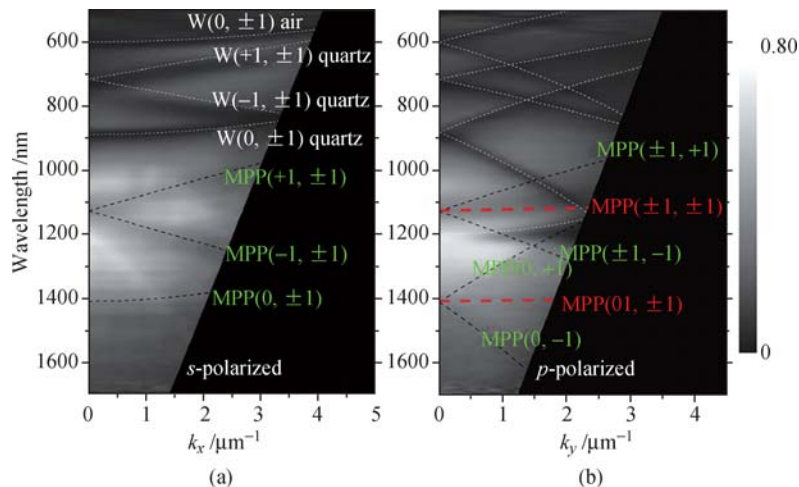 W(0, ±1) air
W(+1, ±1) quartz
W(−1, ±1) quartz
W(0, ±1) quartz
MPP(+1, ±1)
MPP(−1, ±1)
MPP(0, ±1)
s-polarized
600
800
1000
1200
1400
1600
Wavelength /nm
0 1 2 3 4 5
kx /μm−1
(a)
MPP(±1, +1)
MPP(±1, ±1)
MPP(±1, −1)
MPP(0, +1)
MPP(01, ±1)
MPP(0, −1)
p-polarized
600
800
1000
1200
1400
1600
0 1 2 3 4
ky /μm−1
(b)
0.80
0